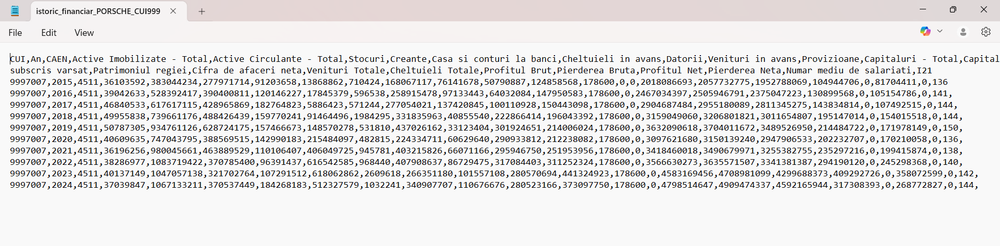 istoric_financiar_PORSCHE_CUI999
File Edit View
CUI,An,CAEN,Active Imobilizate - Total,Active Circulante - Total,Stocuri,Creante,Casa si conturi la banci,Cheltuieli in avans,Datorii,Venituri in avans,Provizioane,Capitaluri - Total,Capital
subscris varsat,Patrimoniul regiei,Cifra de afaceri neta,Venituri Totale,Cheltuieli Totale,Profitul Brut,Pierderea Bruta,Profitul Net,Pierderea Neta,Numar mediu de salariati,I21
9997007,2015,4511,36103592,383044234,277971714,91203658,13868862,710424,168067117,76141678,50790887,124858568,178600,0,0,2018086693,2057732775,1952788069,104944706,0,81704411,0,136
9997007,2016,4511,39042633,528392417,390400811,120146227,17845379,596538,258915478,97133443,64032084,147950583,178600,0,2467034397,2505946791,2375047223,130899568,0,105154786,0,141,
9997007,2017,4511,46840533,617617115,428965869,182764823,5886423,571244,277054021,137420845,100110928,150443098,178600,0,2904687484,2955180089,2811345275,143834814,0,107492515,0,144,
9997007,2018,4511,49955838,739661176,488426439,159770241,91464496,1984295,331835963,40855540,222866414,196043392,178600,0,3159049060,3206801821,3011654807,195147014,0,154015518,0,144,
9997007,2019,4511,50787305,934761126,628724175,157466673,148570278,531810,437026162,33123404,301924651,214006024,178600,0,3632090618,3704011672,3489526950,214484722,0,171978149,0,150,
9997007,2020,4511,40609635,747043795,388569515,142990183,215484097,482815,224334711,60629640,290933812,212238082,178600,0,3097621680,3150139240,2947906533,202232707,0,170210058,0,136,
9997007,2021,4511,36196256,980045661,463889529,110106407,406049725,945781,403215826,66071166,295946750,251953956,178600,0,3418460018,3490679971,3255382755,235297216,0,199415874,0,138,
9997007,2022,4511,38286977,1083719422,370785400,96391437,616542585,968440,407908637,86729475,317084403,311252324,178600,0,3566630273,3635571507,3341381387,294190120,0,245298368,0,140,
9997007,2023,4511,40137149,1047057138,321702764,107291512,618062862,2609618,266351180,101557108,280570694,441324923,178600,0,4583169456,4708981099,4299688373,409292726,0,358072599,0,142,
9997007,2024,4511,37039847,1067133211,370537449,184268183,512327579,1032241,340907707,110676676,280523166,373097750,178600,0,4798514647,4909474337,4592165944,317308393,0,268772827,0,144,